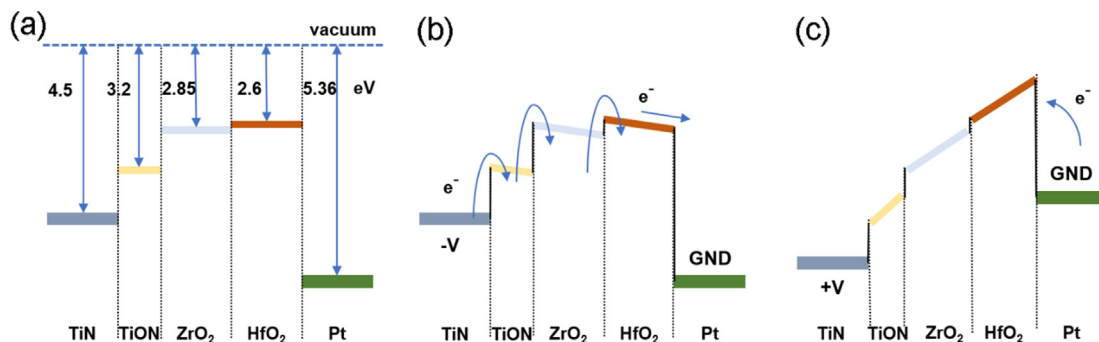 (a)
vacuum
4.5 3.2 2.85 2.6 5.36 eV
TiN TiON ZrO₂ HfO₂ Pt
(b)
e⁻
e⁻
-V
GND
TiN TiON ZrO₂ HfO₂ Pt
(c)
e⁻
GND
+V
TiN TiON ZrO₂ HfO₂ Pt